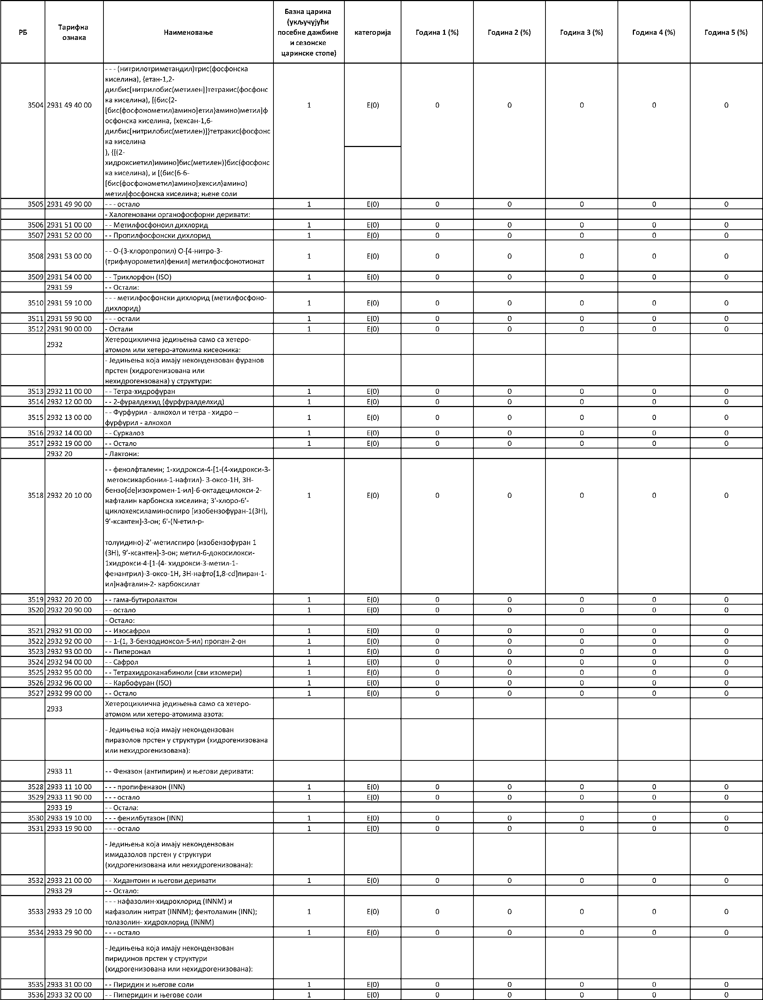 РБ Тарифна ознака Наименовање Базна царина (укључујући посебне дажбине и сезонске царинске стопе) категорија Година 1 (%) Година 2 (%) Година 3 (%) Година 4 (%) Година 5 (%)
3504 2931 49 40 00 - - - (нитрилотриметандил)трис(фосфонска
киселина), {етан-1,2-
дилбис[нитрилобис(метилен]}тетракис(фосфонс
ка киселина), [(бис{2-
[бис(фосфонометил)амино]етил}амино)метил]ф
осфонска киселина, {хексан-1,6-
дилбис[нитрилобис(метилен)]}тетракис(фосфонс
ка киселина
), {[(2-
хидроксиетил)имино]бис(метилен)}бис(фосфонс
ка киселина), и [(бис{6-6-
[бис(фосфонометил)амино]хексил}амино)
метил]фосфонска киселина; њене соли 1 Е(0) 0 0 0 0 0
3505 2931 49 90 00 - - - остало 1 Е(0) 0 0 0 0 0
- Халогеновани органофосфорни деривати:
3506 2931 51 00 00 - - Метилфосфоноил дихлорид 1 Е(0) 0 0 0 0 0
3507 2931 52 00 00 - - Пропилфосфонски дихлорид 1 Е(0) 0 0 0 0 0
3508 2931 53 00 00 - - О-(3-хлоропропил) О-[4-нитро-3-
(трифлуорометил)фенил] метилфосфонотионат 1 Е(0) 0 0 0 0 0
3509 2931 54 00 00 - - Трихлорфон (ISO) 1 Е(0) 0 0 0 0 0
2931 59 - - Остали:
3510 2931 59 10 00 - - - метилфосфонски дихлорид (метилфосфоно-
дихлорид) 1 Е(0) 0 0 0 0 0
3511 2931 59 90 00 - - - остали 1 Е(0) 0 0 0 0 0
3512 2931 90 00 00 - Остали 1 Е(0) 0 0 0 0 0
2932 Хетероциклична једињења само са хетеро-
атомом или хетеро-атомима кисеоника:
- Једињења која имају некондензован фуранов
прстен (хидрогенизована или
нехидрогензована) у структури:
3513 2932 11 00 00 - - Тетра-хидрофуран 1 Е(0) 0 0 0 0 0
3514 2932 12 00 00 - - 2-фуралдехид (фурфуралделхид) 1 Е(0) 0 0 0 0 0
3515 2932 13 00 00 - - Фурфурил - алкохол и тетра - хидро –
фурфурил - алкохол 1 Е(0) 0 0 0 0 0
3516 2932 14 00 00 - - Суркалоз 1 Е(0) 0 0 0 0 0
3517 2932 19 00 00 - - Остало 1 Е(0) 0 0 0 0 0
2932 20 - Лактони:
3518 2932 20 10 00 - - фенолфталеин; 1-хидрокси-4-[1-(4-хидрокси-3-
метоксикарбонил-1-нафтил)- 3-оксо-1Н, 3Н-
бензо[de]изохромен-1-ил]-6-октадецилокси-2-
нафталин карбонска киселина; 3'-хлоро-6'-
циклохексиламиноспиро [изобензофуран-1(3Н),
9'-ксантен]-3-он; 6'-(N-етил-р-
толуидино)-2'-метилспиро (изобензофуран 1
(3Н), 9'-ксантен]-3-он; метил-6-докосилокси-
1хидрокси-4-[1-(4- хидрокси-3-метил-1-
фенантрил)-3-оксо-1Н, 3Н-нафто[1,8-cd]пиран-1-
ил]нафталин-2- карбоксилат 1 Е(0) 0 0 0 0 0
3519 2932 20 20 00 - - гама-бутиролактон 1 Е(0) 0 0 0 0 0
3520 2932 20 90 00 - - остало 1 Е(0) 0 0 0 0 0
- Остало:
3521 2932 91 00 00 - - Изосафрол 1 Е(0) 0 0 0 0 0
3522 2932 92 00 00 - - 1-(1, 3-бензодиоксол-5-ил) пропан-2-он 1 Е(0) 0 0 0 0 0
3523 2932 93 00 00 - - Пиперонал 1 Е(0) 0 0 0 0 0
3524 2932 94 00 00 - - Сафрол 1 Е(0) 0 0 0 0 0
3525 2932 95 00 00 - - Тетрахидроканабиноли (сви изомери) 1 Е(0) 0 0 0 0 0
3526 2932 96 00 00 - - Карбофуран (ISO) 1 Е(0) 0 0 0 0 0
3527 2932 99 00 00 - - Остало 1 Е(0) 0 0 0 0 0
2933 Хетероциклична једињења само са хетеро-
атомом или хетеро-атомима азота:
- Једињења која имају некондензован
пиразолов прстен у структури (хидрогенизована
или нехидрогенизована):
2933 11 - - Феназон (антипирин) и његови деривати:
3528 2933 11 10 00 - - - пропифеназон (INN) 1 Е(0) 0 0 0 0 0
3529 2933 11 90 00 - - - остало 1 Е(0) 0 0 0 0 0
2933 19 - - Остала:
3530 2933 19 10 00 - - - фенилбутазон (INN) 1 Е(0) 0 0 0 0 0
3531 2933 19 90 00 - - - остало 1 Е(0) 0 0 0 0 0
- Једињења која имају некондензован
имидазолов прстен у структури
(хидрогенизована или нехидрогенизована):
3532 2933 21 00 00 - - Хидантоин и његови деривати 1 Е(0) 0 0 0 0 0
2933 29 - - Остало:
3533 2933 29 10 00 - - - нафазолин-хидрохлорид (INNM) и
нафазолин нитрат (INNM); фентоламин (INN);
толазолин- хидрохлорид (INNM) 1 Е(0) 0 0 0 0 0
3534 2933 29 90 00 - - - остало 1 Е(0) 0 0 0 0 0
- Једињења која имају некондензован
пиридинов прстен у структури
(хидрогенизована или нехидрогенизована):
3535 2933 31 00 00 - - Пиридин и његове соли 1 Е(0) 0 0 0 0 0
3536 2933 32 00 00 - - Пиперидин и његове соли 1 Е(0) 0 0 0 0 0